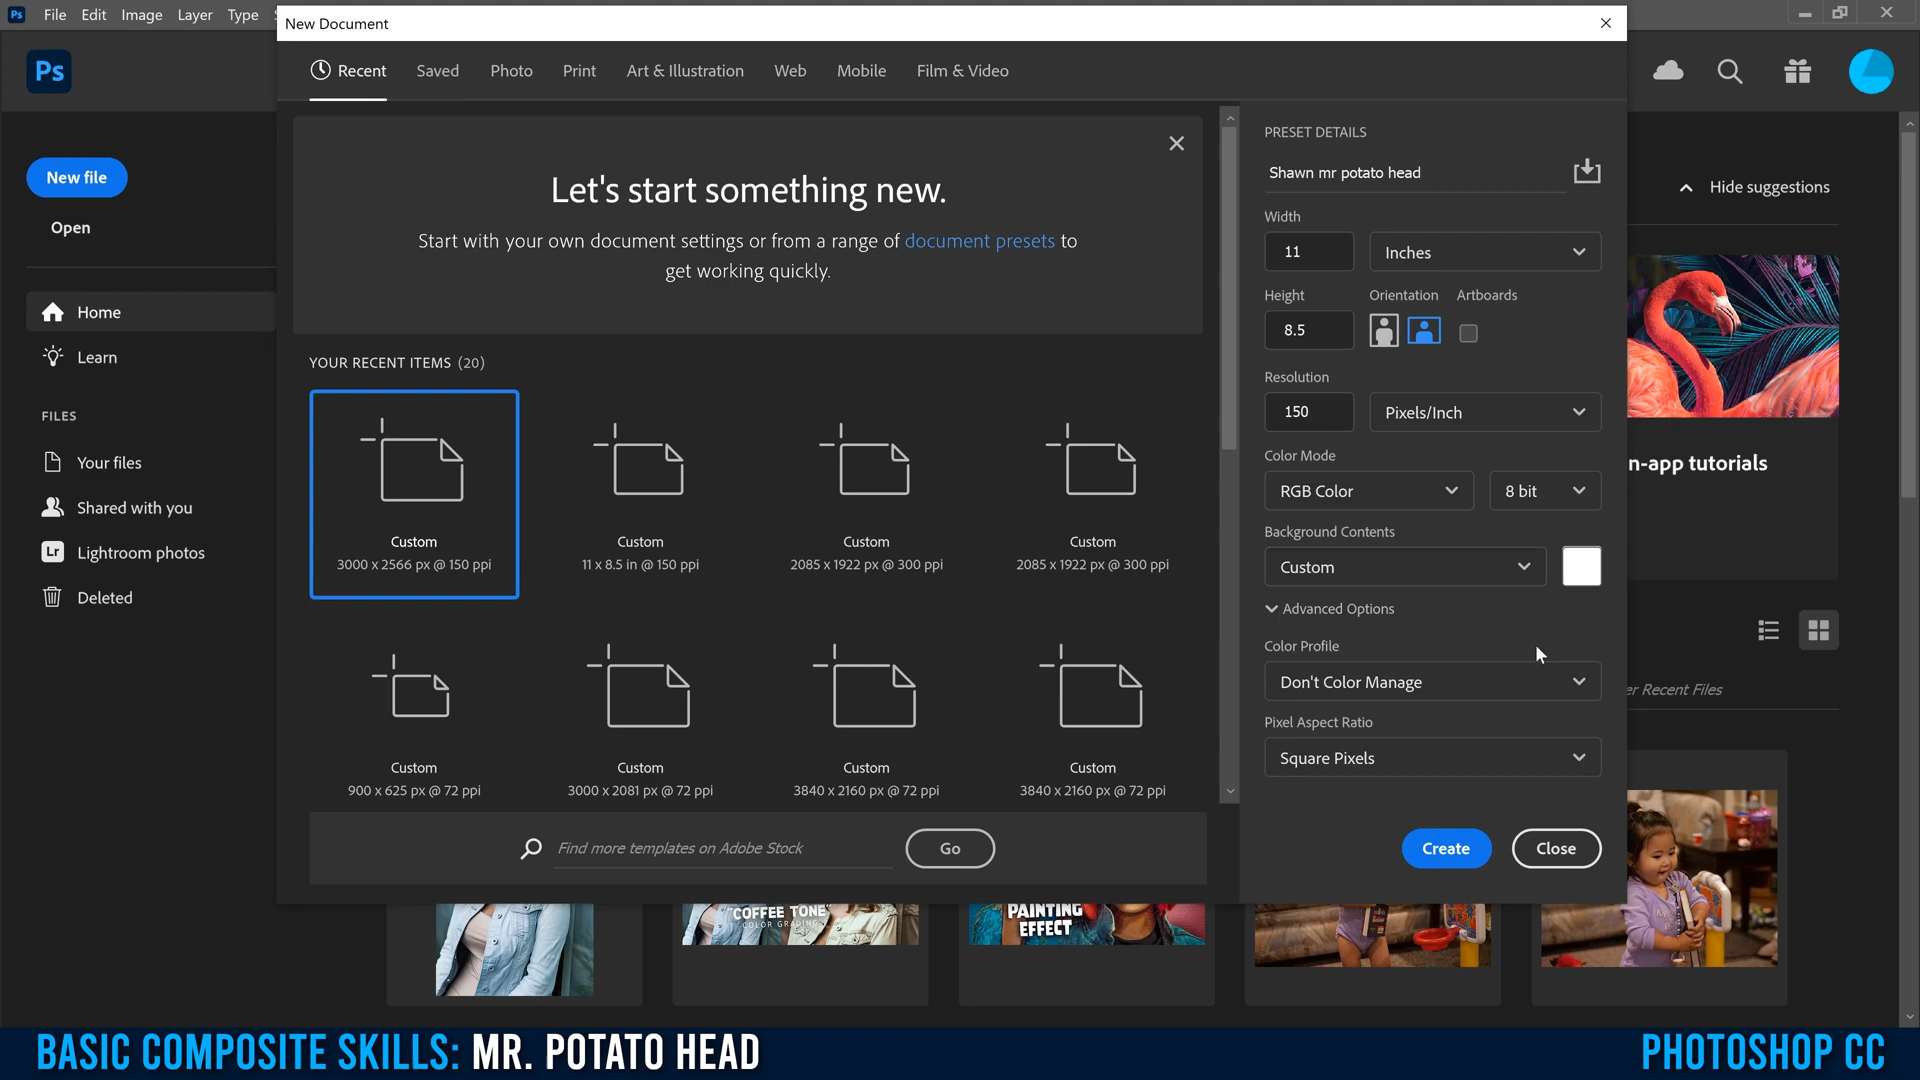 Ps File Edit Image Layer Type
New Document
Ps
Recent Saved Photo Print Art & Illustration Web Mobile Film & Video
New file
Open
Home
Learn
FILES
Your files
Shared with you
Lr Lightroom photos
Deleted
Let's start something new.
Start with your own document settings or from a range of document presets to
get working quickly.
YOUR RECENT ITEMS (20)
Custom
3000 x 2566 px @ 150 ppi
Custom
11 x 8.5 in @ 150 ppi
Custom
2085 x 1922 px @ 300 ppi
Custom
2085 x 1922 px @ 300 ppi
Custom
900 x 625 px @ 72 ppi
Custom
3000 x 2081 px @ 72 ppi
Custom
3840 x 2160 px @ 72 ppi
Custom
3840 x 2160 px @ 72 ppi
Find more templates on Adobe Stock
Go
PRESET DETAILS
Shawn mr potato head
Width
11 Inches
Height Orientation Artboards
8.5
Resolution
150 Pixels/Inch
Color Mode
RGB Color 8 bit
Background Contents
Custom
Advanced Options
Color Profile
Don't Color Manage
Pixel Aspect Ratio
Square Pixels
Create Close
Hide suggestions
n-app tutorials
er Recent Files
"COFFEE TONE"
COLOR GRADING
PAINTING
EFFECT
BASIC COMPOSITE SKILLS: MR. POTATO HEAD
PHOTOSHOP CC